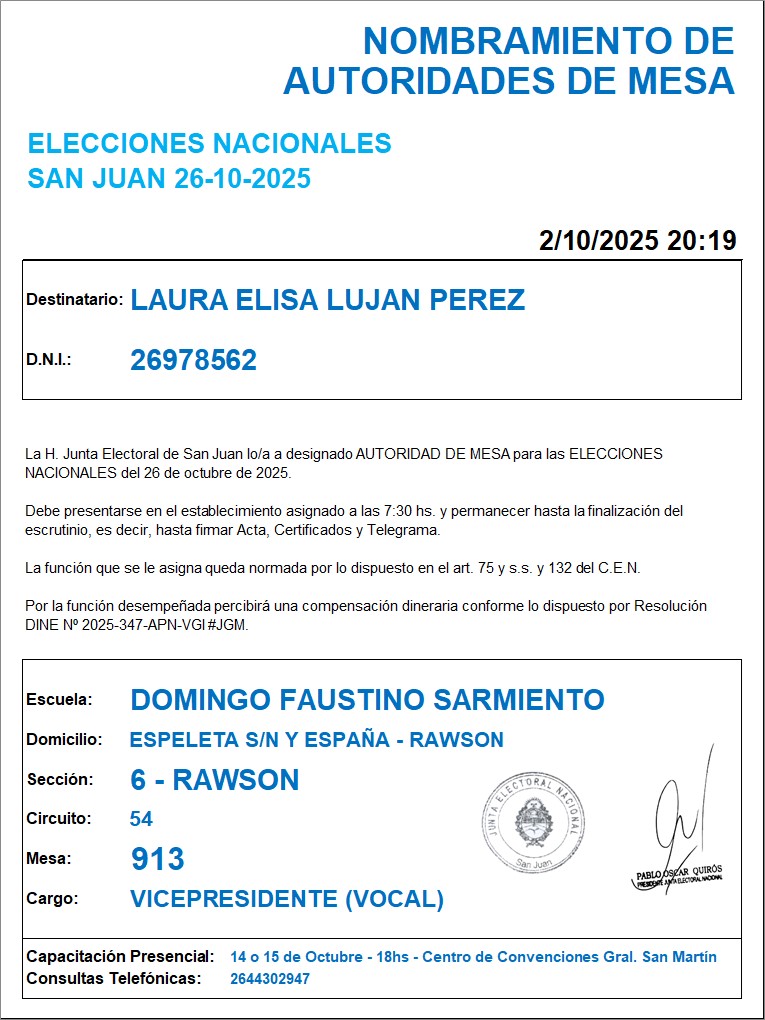 NOMBRAMIENTO DE
AUTORIDADES DE MESA
ELECCIONES NACIONALES
SAN JUAN 26-10-2025
2/10/2025 20:19
Destinatario: LAURA ELISA LUJAN PEREZ
D.N.I.: 26978562
La H. Junta Electoral de San Juan lo/a a designado AUTORIDAD DE MESA para las ELECCIONES
NACIONALES del 26 de octubre de 2025.
Debe presentarse en el establecimiento asignado a las 7:30 hs. y permanecer hasta la finalización del
escrutinio, es decir, hasta firmar Acta, Certificados y Telegrama.
La función que se le asigna queda normada por lo dispuesto en el art. 75 y s.s. y 132 del C.E.N.
Por la función desempeñada percibirá una compensación dineraria conforme lo dispuesto por Resolución
DINE Nº 2025-347-APN-VGI#JGM.
Escuela: DOMINGO FAUSTINO SARMIENTO
Domicilio: ESPELETA S/N Y ESPAÑA - RAWSON
Sección: 6 - RAWSON
Circuito: 54
Mesa: 913
Cargo: VICEPRESIDENTE (VOCAL)
JUNTA ELECTORAL NACIONAL
San Juan
PABLO OSCAR QUIRÓS
PRESIDENTE JUNTA ELECTORAL NACIONAL
Capacitación Presencial: 14 o 15 de Octubre - 18hs - Centro de Convenciones Gral. San Martín
Consultas Telefónicas: 2644302947